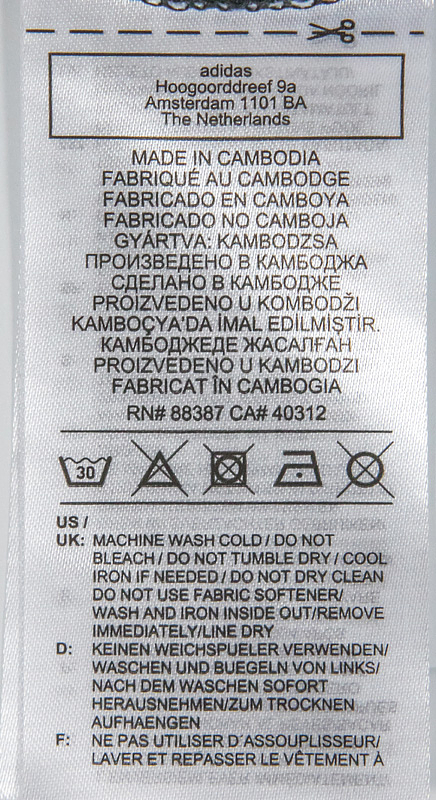 adidas
Hoogoorddreef 9a
Amsterdam 1101 BA
The Netherlands
MADE IN CAMBODIA
FABRIQUÉ AU CAMBODGE
FABRICADO EN CAMBOYA
FABRICADO NO CAMBOJA
GYÁRTVA: KAMBODZSA
ПРОИЗВЕДЕНО В КАМБОДЖА
СДЕЛАНО В КАМБОДЖЕ
PROIZVEDENO U KOMBODŽI
KAMBOÇYA'DA İMAL EDİLMİŞTİR.
КАМБОДЖЕДЕ ЖАСАЛҒАН
PROIZVEDENO U KAMBODZI
FABRICAT ÎN CAMBOGIA
RN# 88387 CA# 40312
30
US /
UK: MACHINE WASH COLD / DO NOT
BLEACH / DO NOT TUMBLE DRY / COOL
IRON IF NEEDED / DO NOT DRY CLEAN
DO NOT USE FABRIC SOFTENER/
WASH AND IRON INSIDE OUT/REMOVE
IMMEDIATELY/LINE DRY
D: KEINEN WEICHSPUELER VERWENDEN/
WASCHEN UND BUEGELN VON LINKS/
NACH DEM WASCHEN SOFORT
HERAUSNEHMEN/ZUM TROCKNEN
AUFHAENGEN
F: NE PAS UTILISER D'ASSOUPLISSEUR/
LAVER ET REPASSER LE VÊTEMENT À